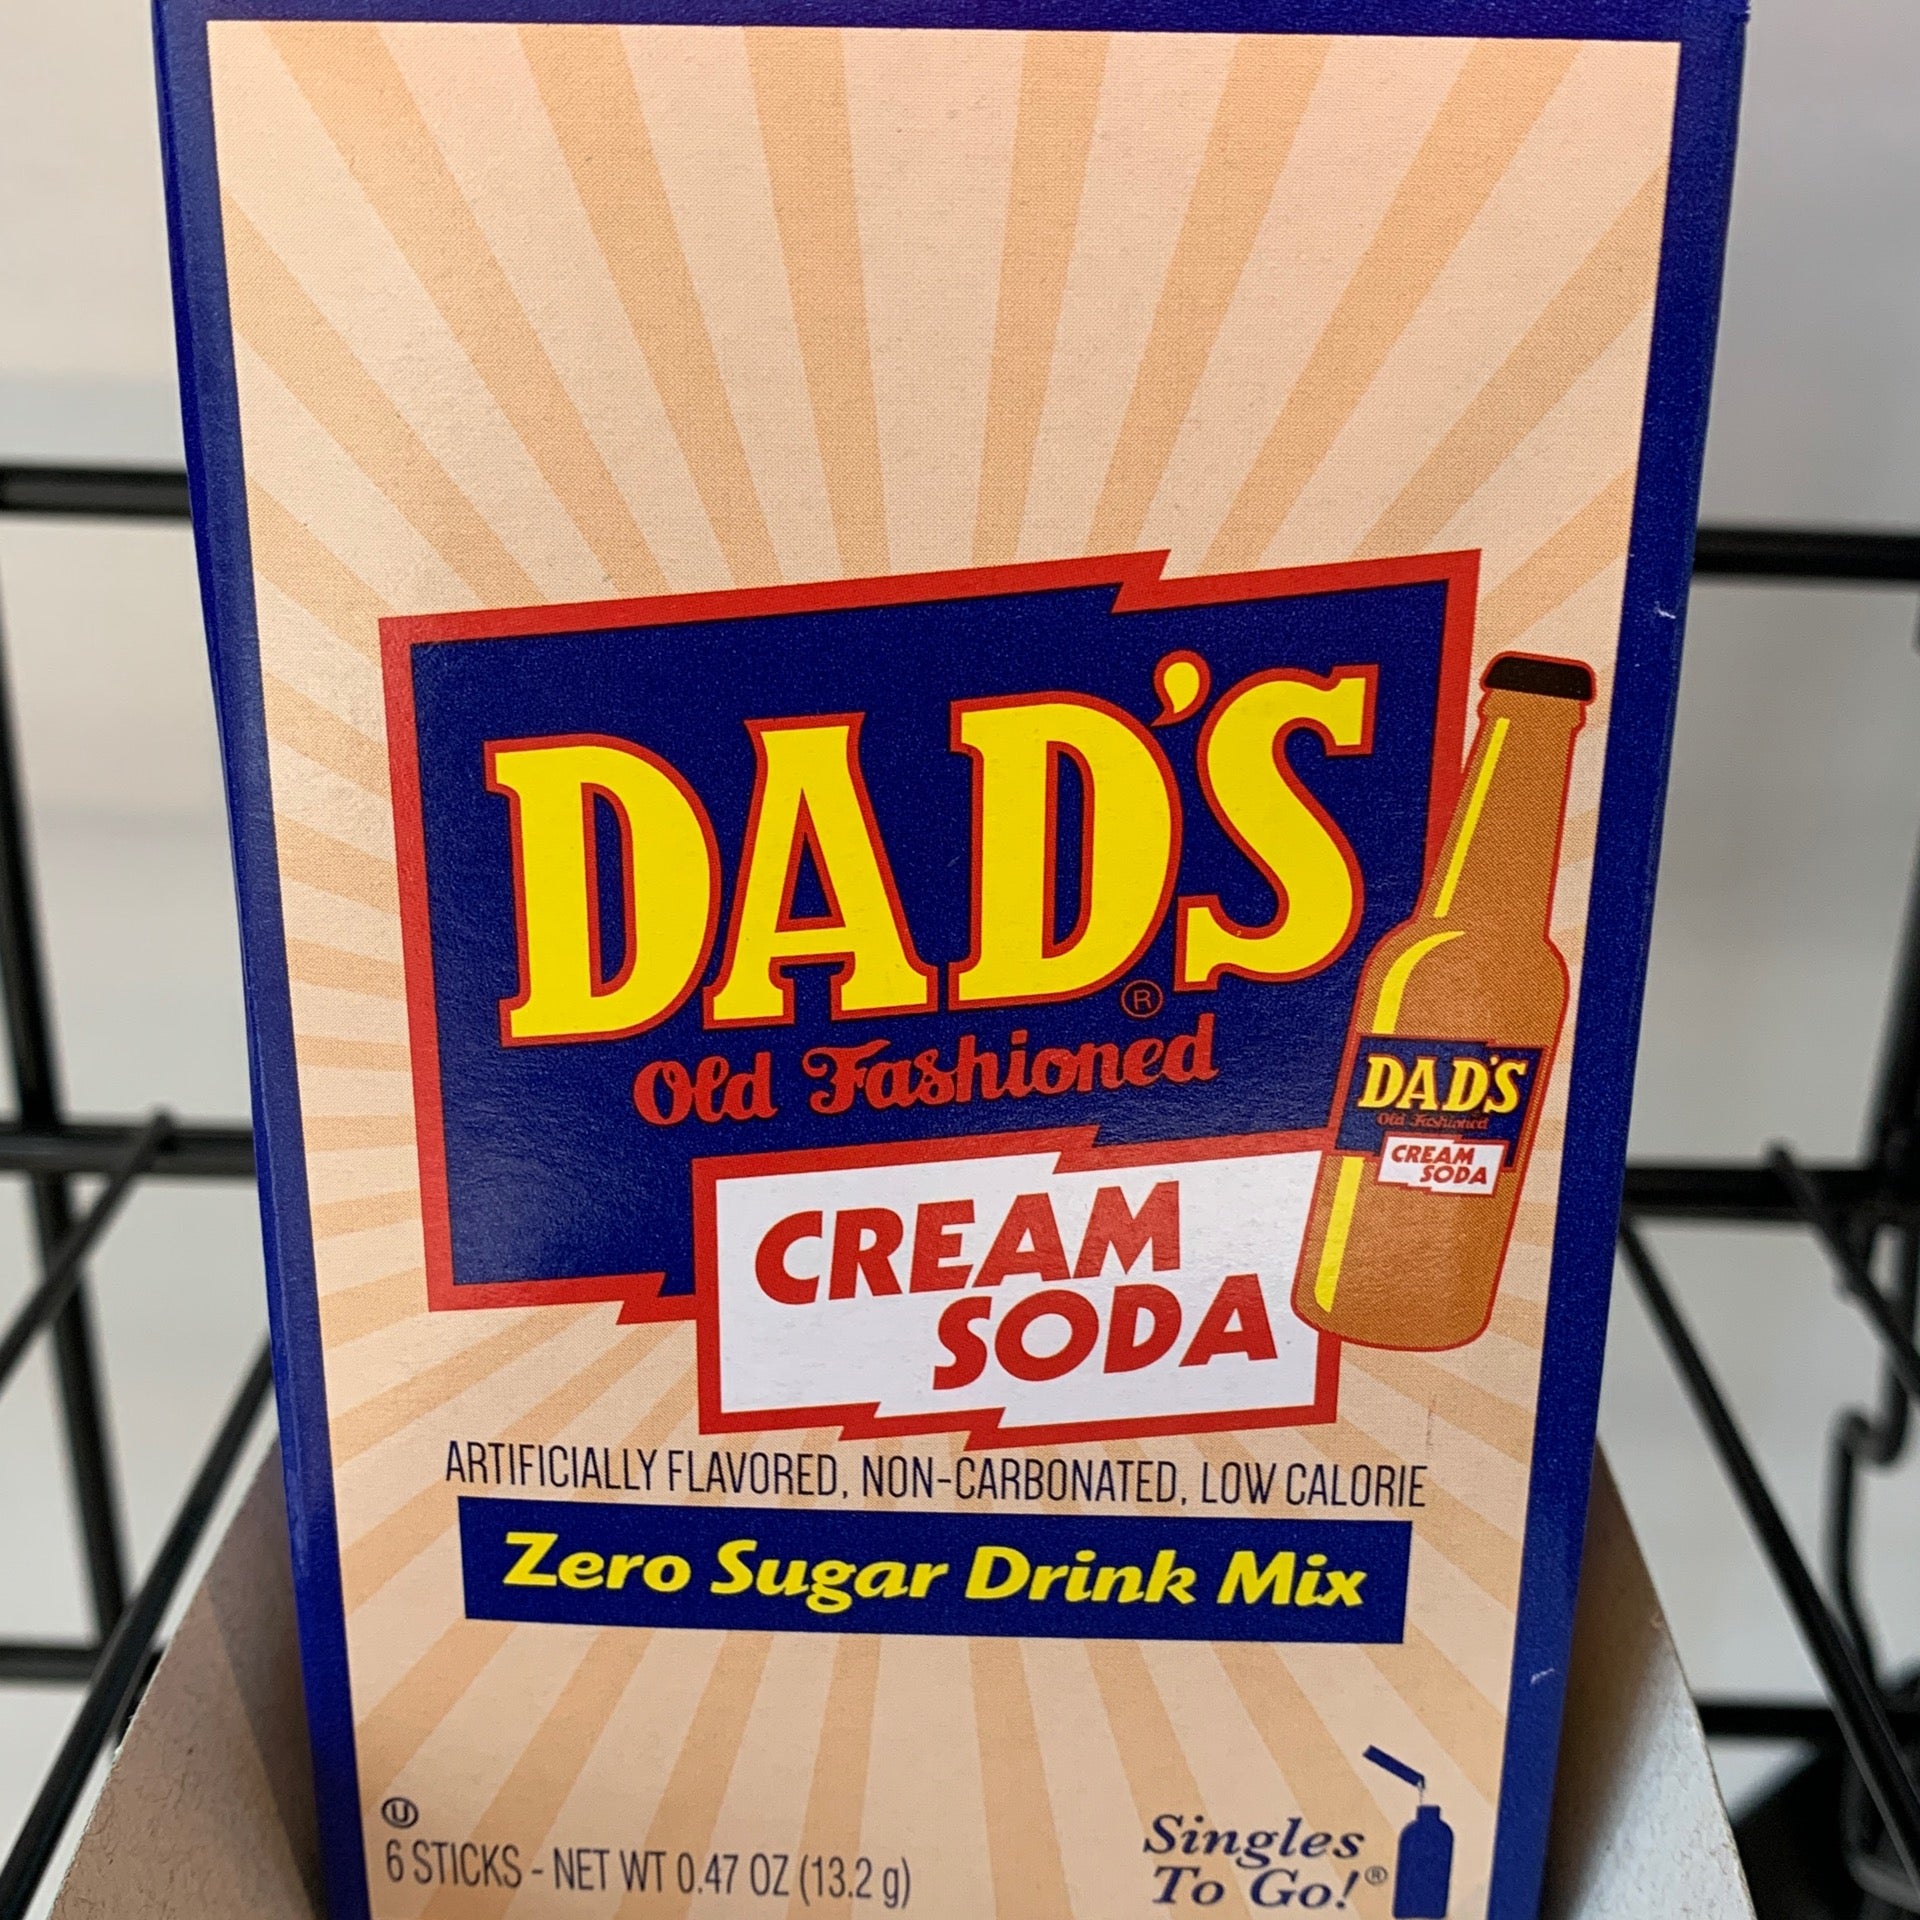 DAD'S®
Old Fashioned
CREAM
SODA
DAD'S
Old Fashioned
CREAM
SODA
ARTIFICIALLY FLAVORED, NON-CARBONATED, LOW CALORIE
Zero Sugar Drink Mix
U
6 STICKS - NET WT 0.47 OZ (13.2 g)
Singles
To Go!®